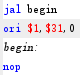 jal begin
ori $1,$31,0
begin:
nop